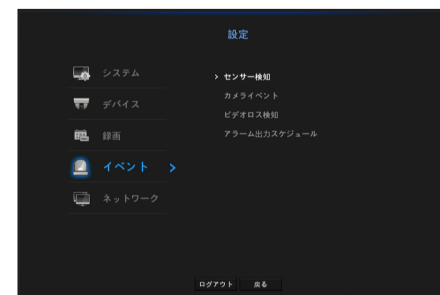 設定
システム
デバイス
録画
イベント >
ネットワーク
> センサー検知
カメライベント
ビデオロス検知
アラーム出力スケジュール
ログアウト 戻る